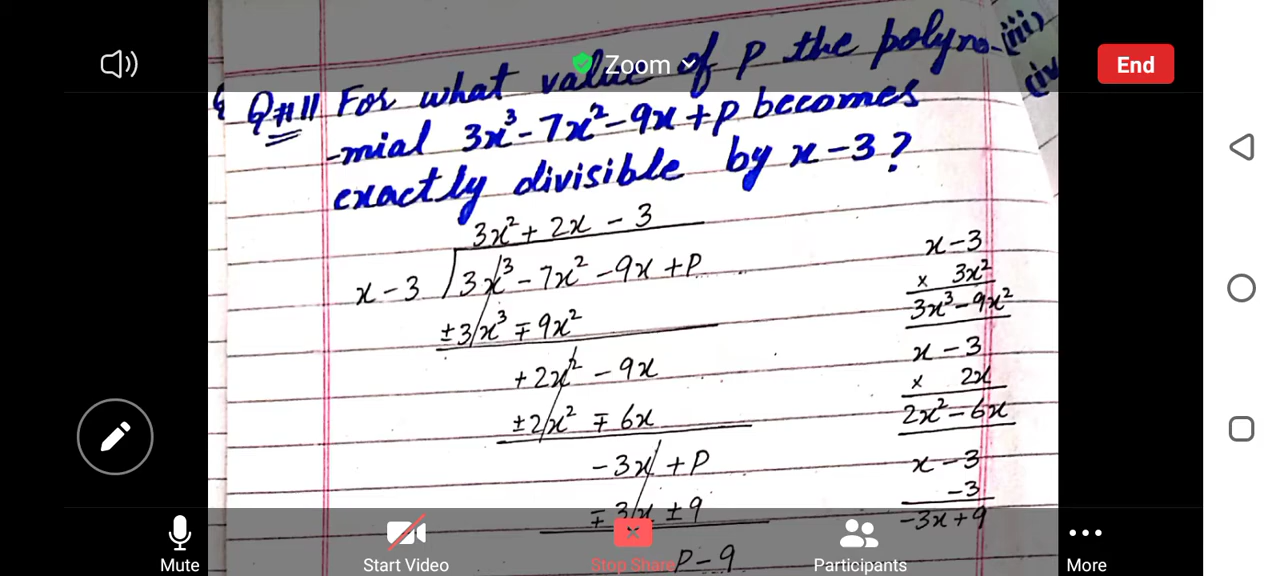 Zoom
End
Q#11 For what value of P the polyno- (iii)
-mial 3x³-7x²-9x+P becomes
exactly divisible by x-3?
3x²+2x-3
x-3 3x³-7x²-9x+P
±3x³∓9x²
+2x²-9x
±2x²∓6x
-3x+P
∓3x±9
P-9
x-3
× 3x²
3x³-9x²
x-3
× 2x
2x²-6x
x-3
-3
-3x+9
Mute
Start Video
Stop Share
Participants
More